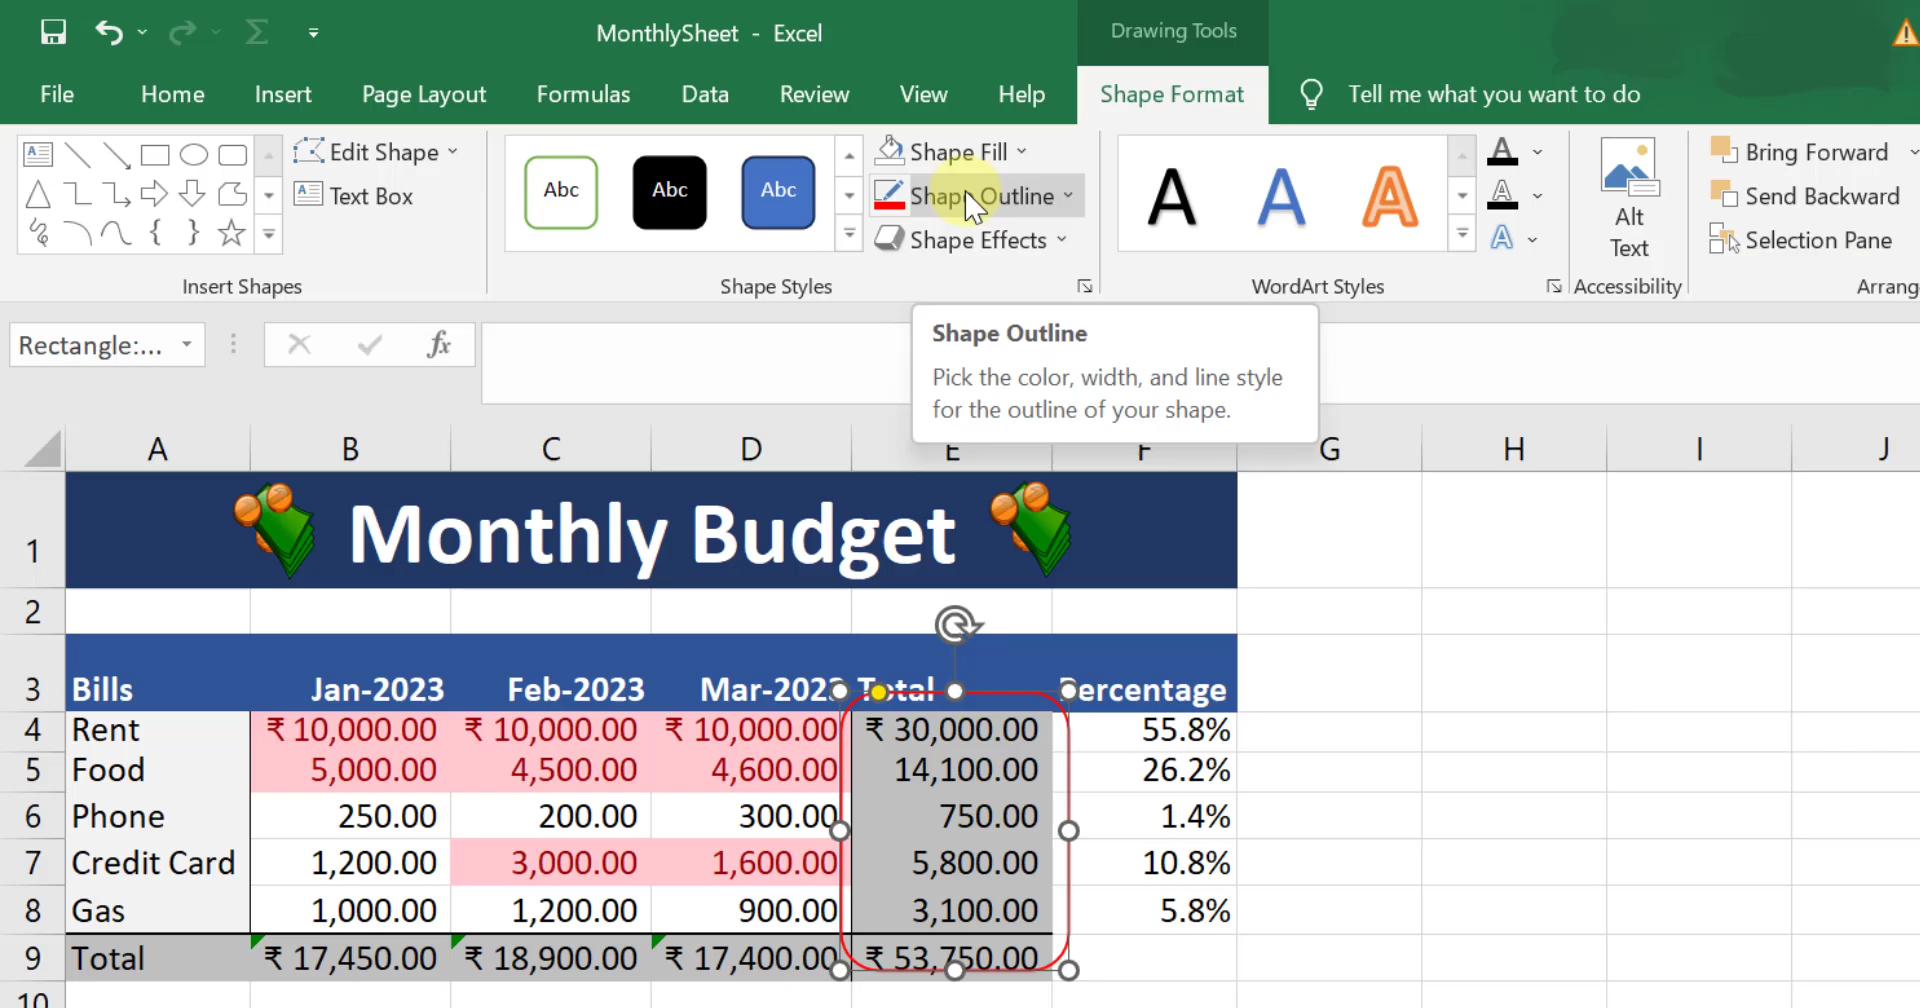 MonthlySheet - Excel
Drawing Tools
File Home Insert Page Layout Formulas Data Review View Help Shape Format Tell me what you want to do
Edit Shape
Text Box
Insert Shapes
Abc Abc Abc
Shape Fill
Shape Outline
Shape Effects
Shape Styles
A A A
WordArt Styles
Alt
Text
Accessibility
Bring Forward
Send Backward
Selection Pane
Arrang
Rectangle:...
fx
Shape Outline
Pick the color, width, and line style
for the outline of your shape.
A B C D E F G H I J
1 Monthly Budget
2
3 Bills Jan-2023 Feb-2023 Mar-2023 Total Percentage
4 Rent ₹ 10,000.00 ₹ 10,000.00 ₹ 10,000.00 ₹ 30,000.00 55.8%
5 Food 5,000.00 4,500.00 4,600.00 14,100.00 26.2%
6 Phone 250.00 200.00 300.00 750.00 1.4%
7 Credit Card 1,200.00 3,000.00 1,600.00 5,800.00 10.8%
8 Gas 1,000.00 1,200.00 900.00 3,100.00 5.8%
9 Total ₹ 17,450.00 ₹ 18,900.00 ₹ 17,400.00 ₹ 53,750.00
10